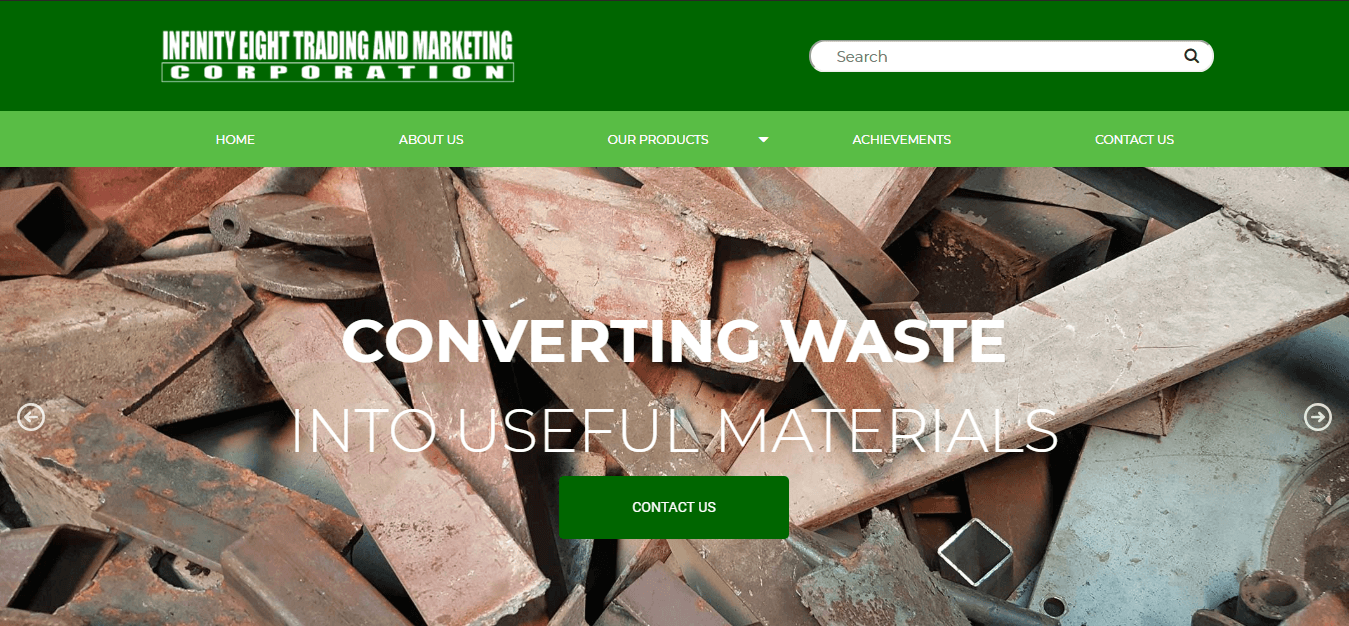 INFINITY EIGHT TRADING AND MARKETING
CORPORATION
Search
HOME
ABOUT US
OUR PRODUCTS
ACHIEVEMENTS
CONTACT US
CONVERTING WASTE
INTO USEFUL MATERIALS
CONTACT US